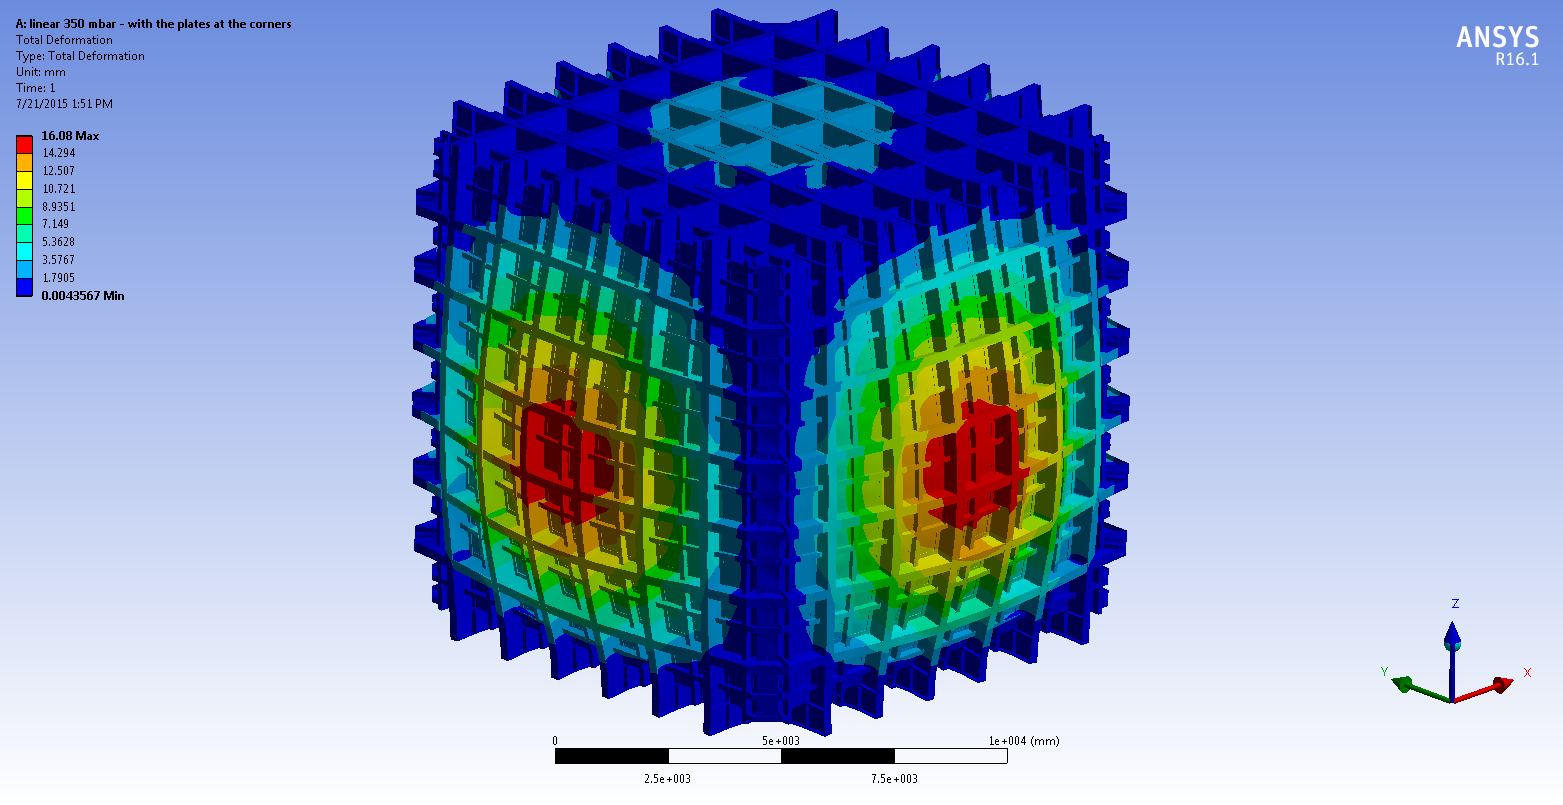 A: linear 350 mbar - with the plates at the corners
Total Deformation
Type: Total Deformation
Unit: mm
Time: 1
7/21/2015 1:51 PM
16.08 Max
14.294
12.507
10.721
8.9351
7.149
5.3628
3.5767
1.7905
0.0043567 Min
ANSYS
R16.1
Z
Y
X
0
5e+003
1e+004 (mm)
2.5e+003
7.5e+003